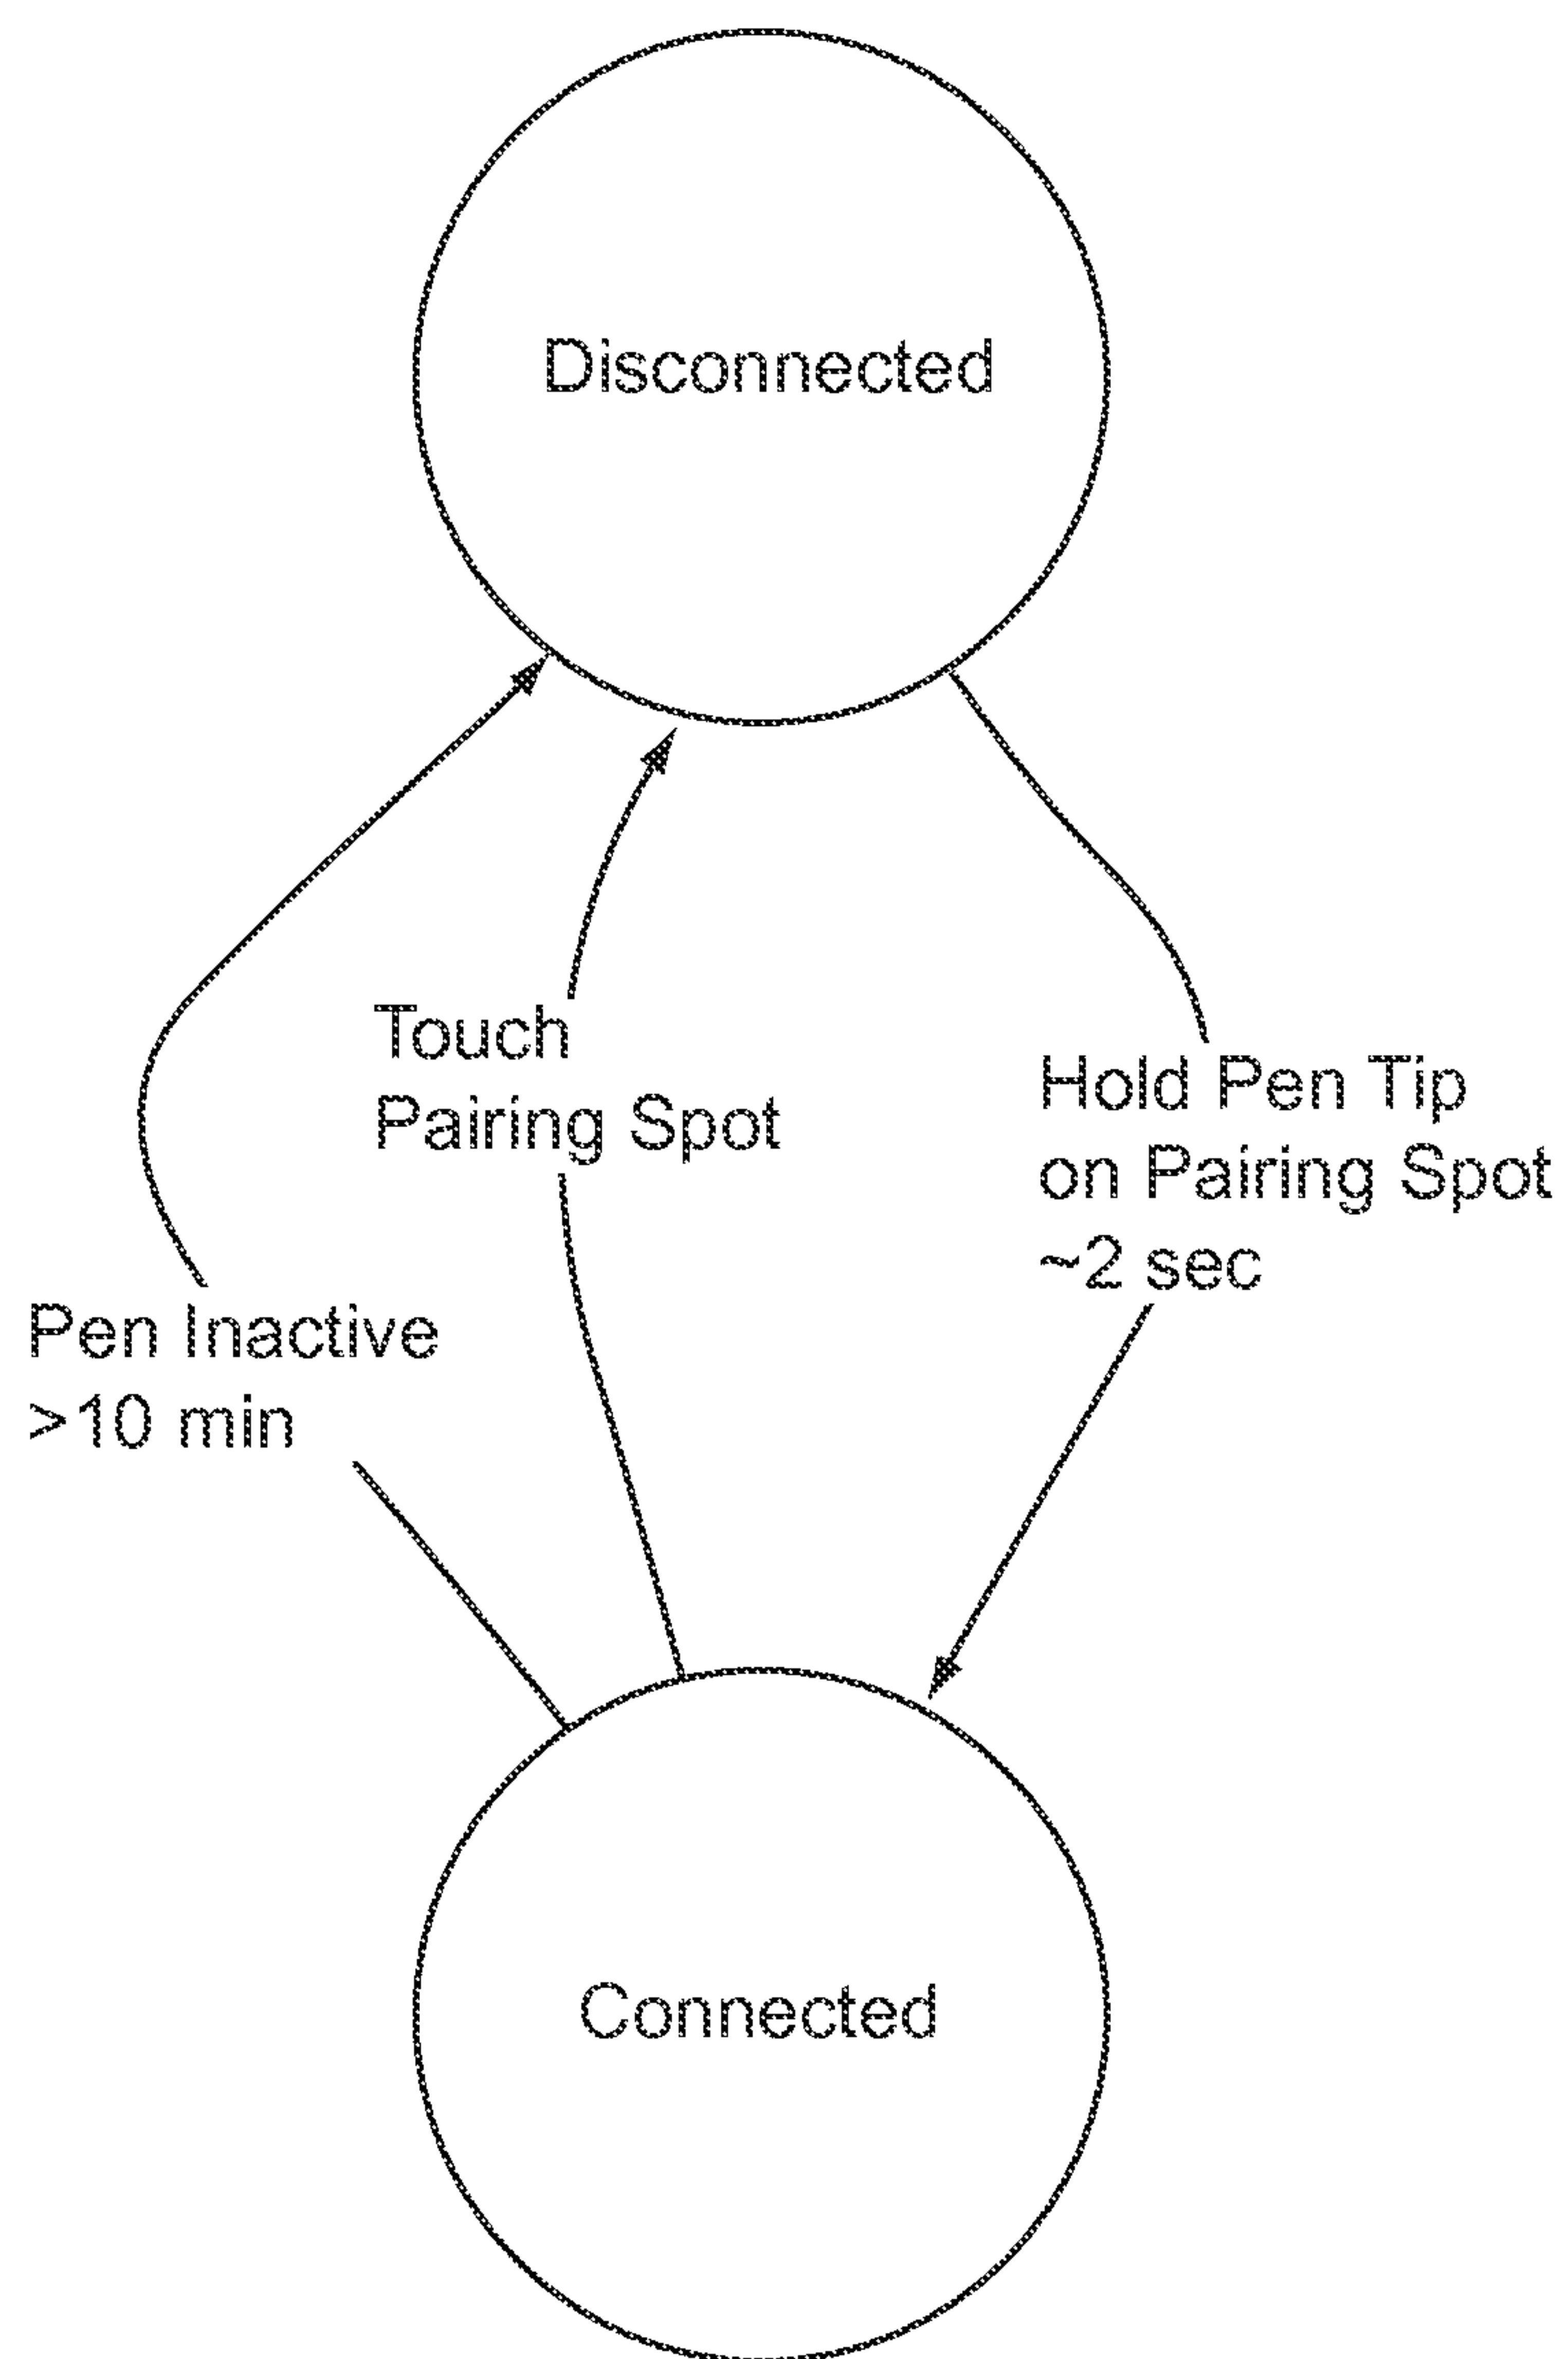 Disconnected
Touch
Pairing Spot
Hold Pen Tip
on Pairing Spot
~2 sec
Pen Inactive
>10 min
Connected